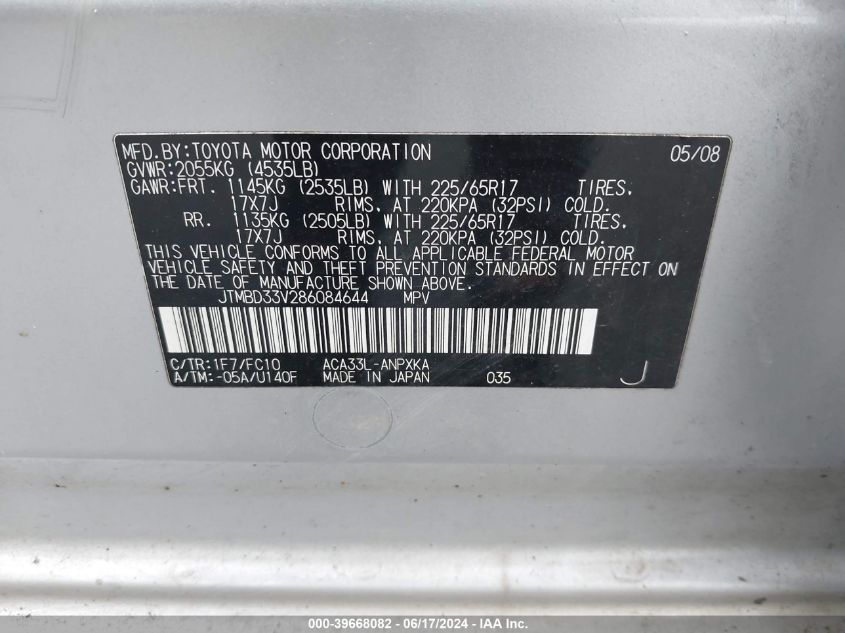 MFD.BY:TOYOTA MOTOR CORPORATION 05/08
GVWR:2055KG (4535LB)
GAWR:FRT. 1145KG (2535LB) WITH 225/65R17 TIRES,
17X7J RIMS, AT 220KPA (32PSI) COLD.
RR. 1135KG (2505LB) WITH 225/65R17 TIRES,
17X7J RIMS, AT 220KPA (32PSI) COLD.
THIS VEHICLE CONFORMS TO ALL APPLICABLE FEDERAL MOTOR
VEHICLE SAFETY AND THEFT PREVENTION STANDARDS IN EFFECT ON
THE DATE OF MANUFACTURE SHOWN ABOVE.
JTMBD33V286084644 MPV
C/TR:1F7/FC10 ACA33L-ANPXKA
A/TM:-05A/U140F MADE IN JAPAN 035 J
000-39668082 - 06/17/2024 - IAA Inc.